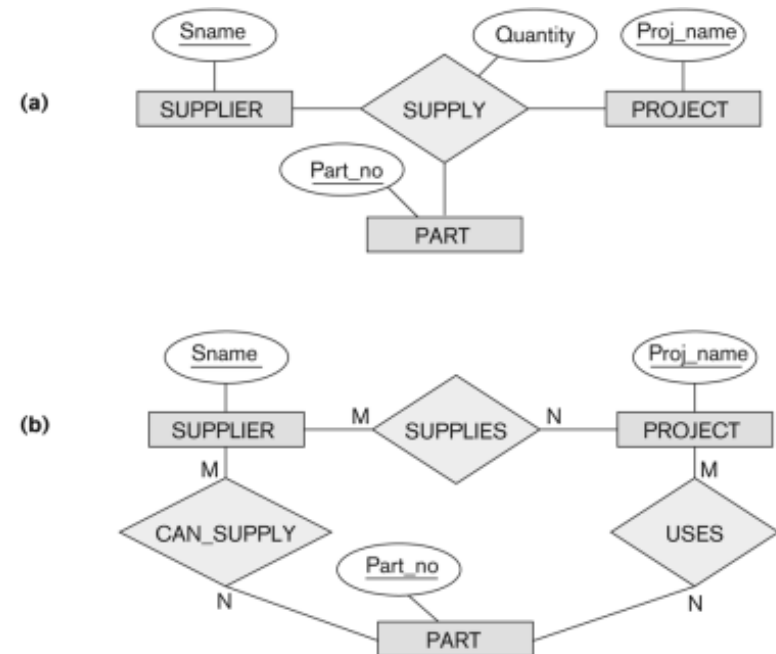 Sname
Quantity
Proj_name
(a)
SUPPLIER
SUPPLY
PROJECT
Part_no
PART
Sname
Proj_name
(b)
SUPPLIER
M
SUPPLIES
N
PROJECT
M
M
CAN_SUPPLY
USES
Part_no
N
N
PART